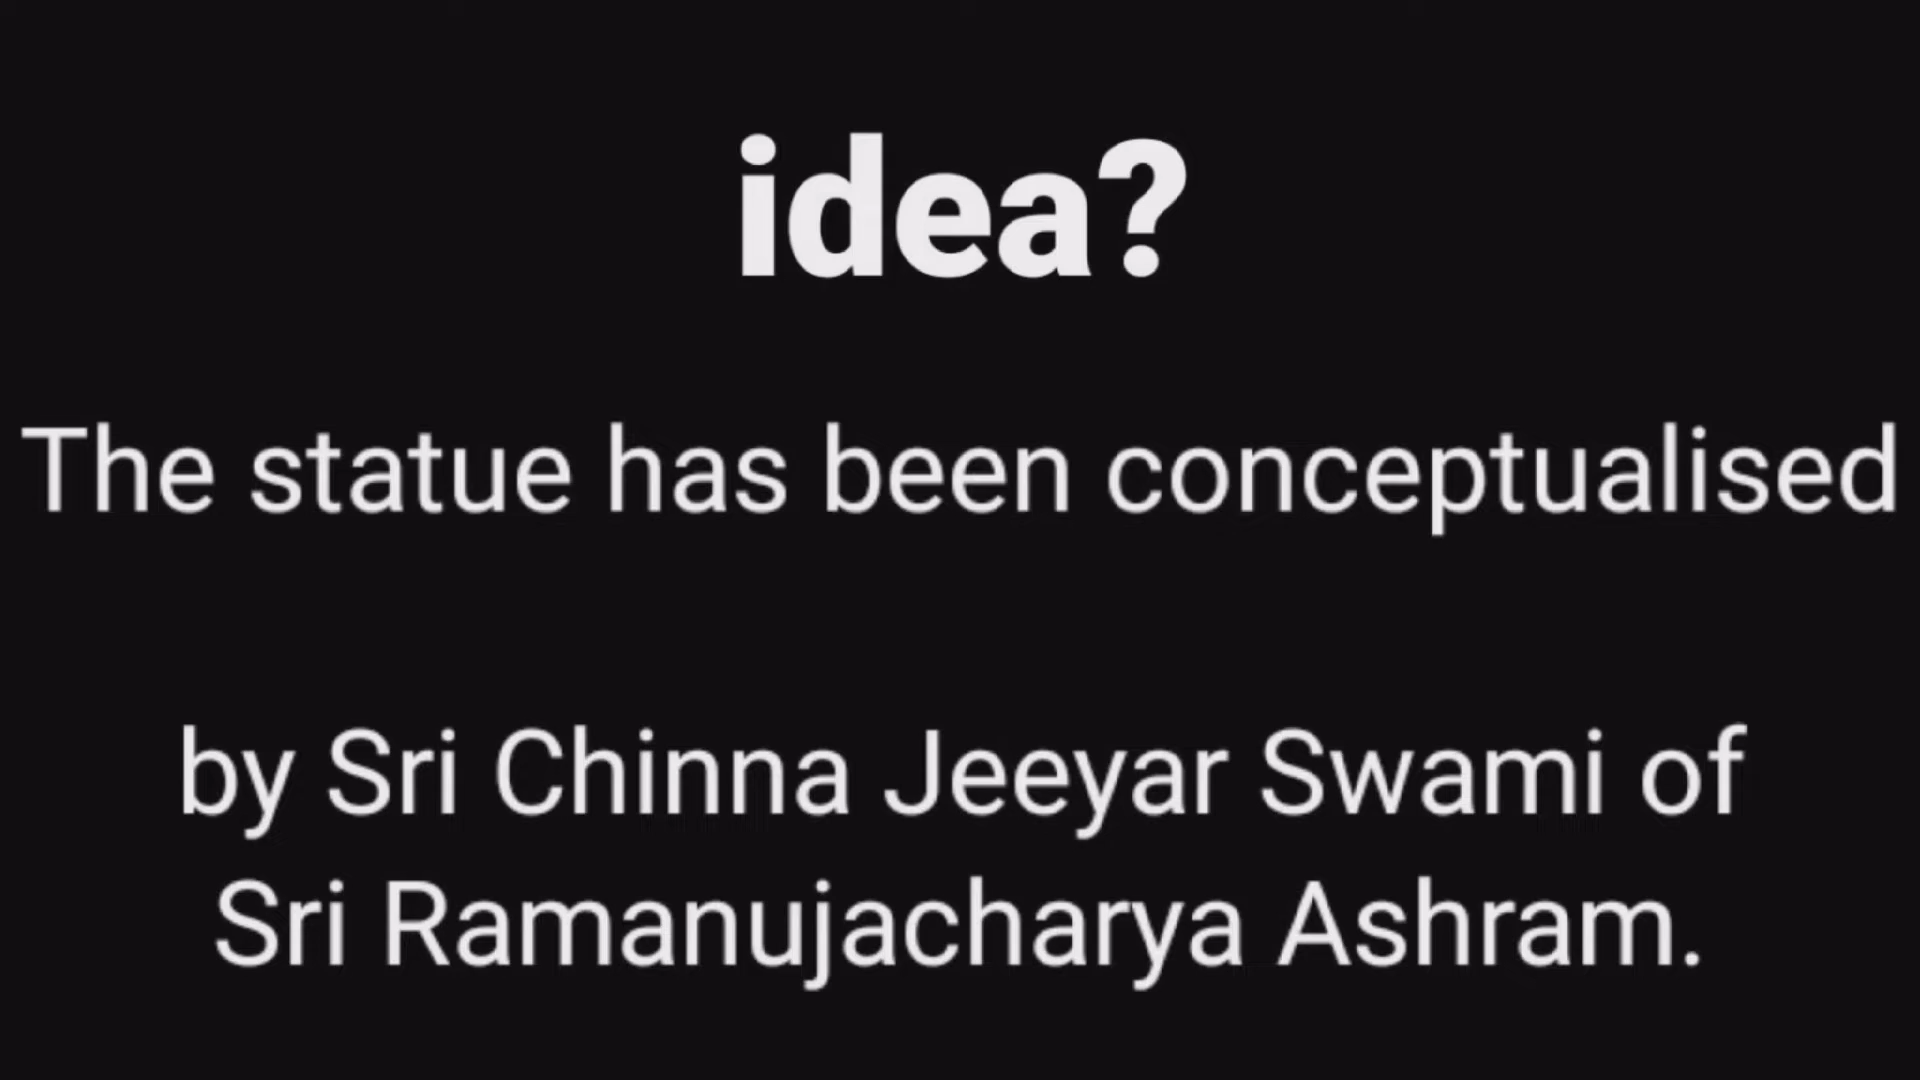 idea?
The statue has been conceptualised
by Sri Chinna Jeeyar Swami of
Sri Ramanujacharya Ashram.